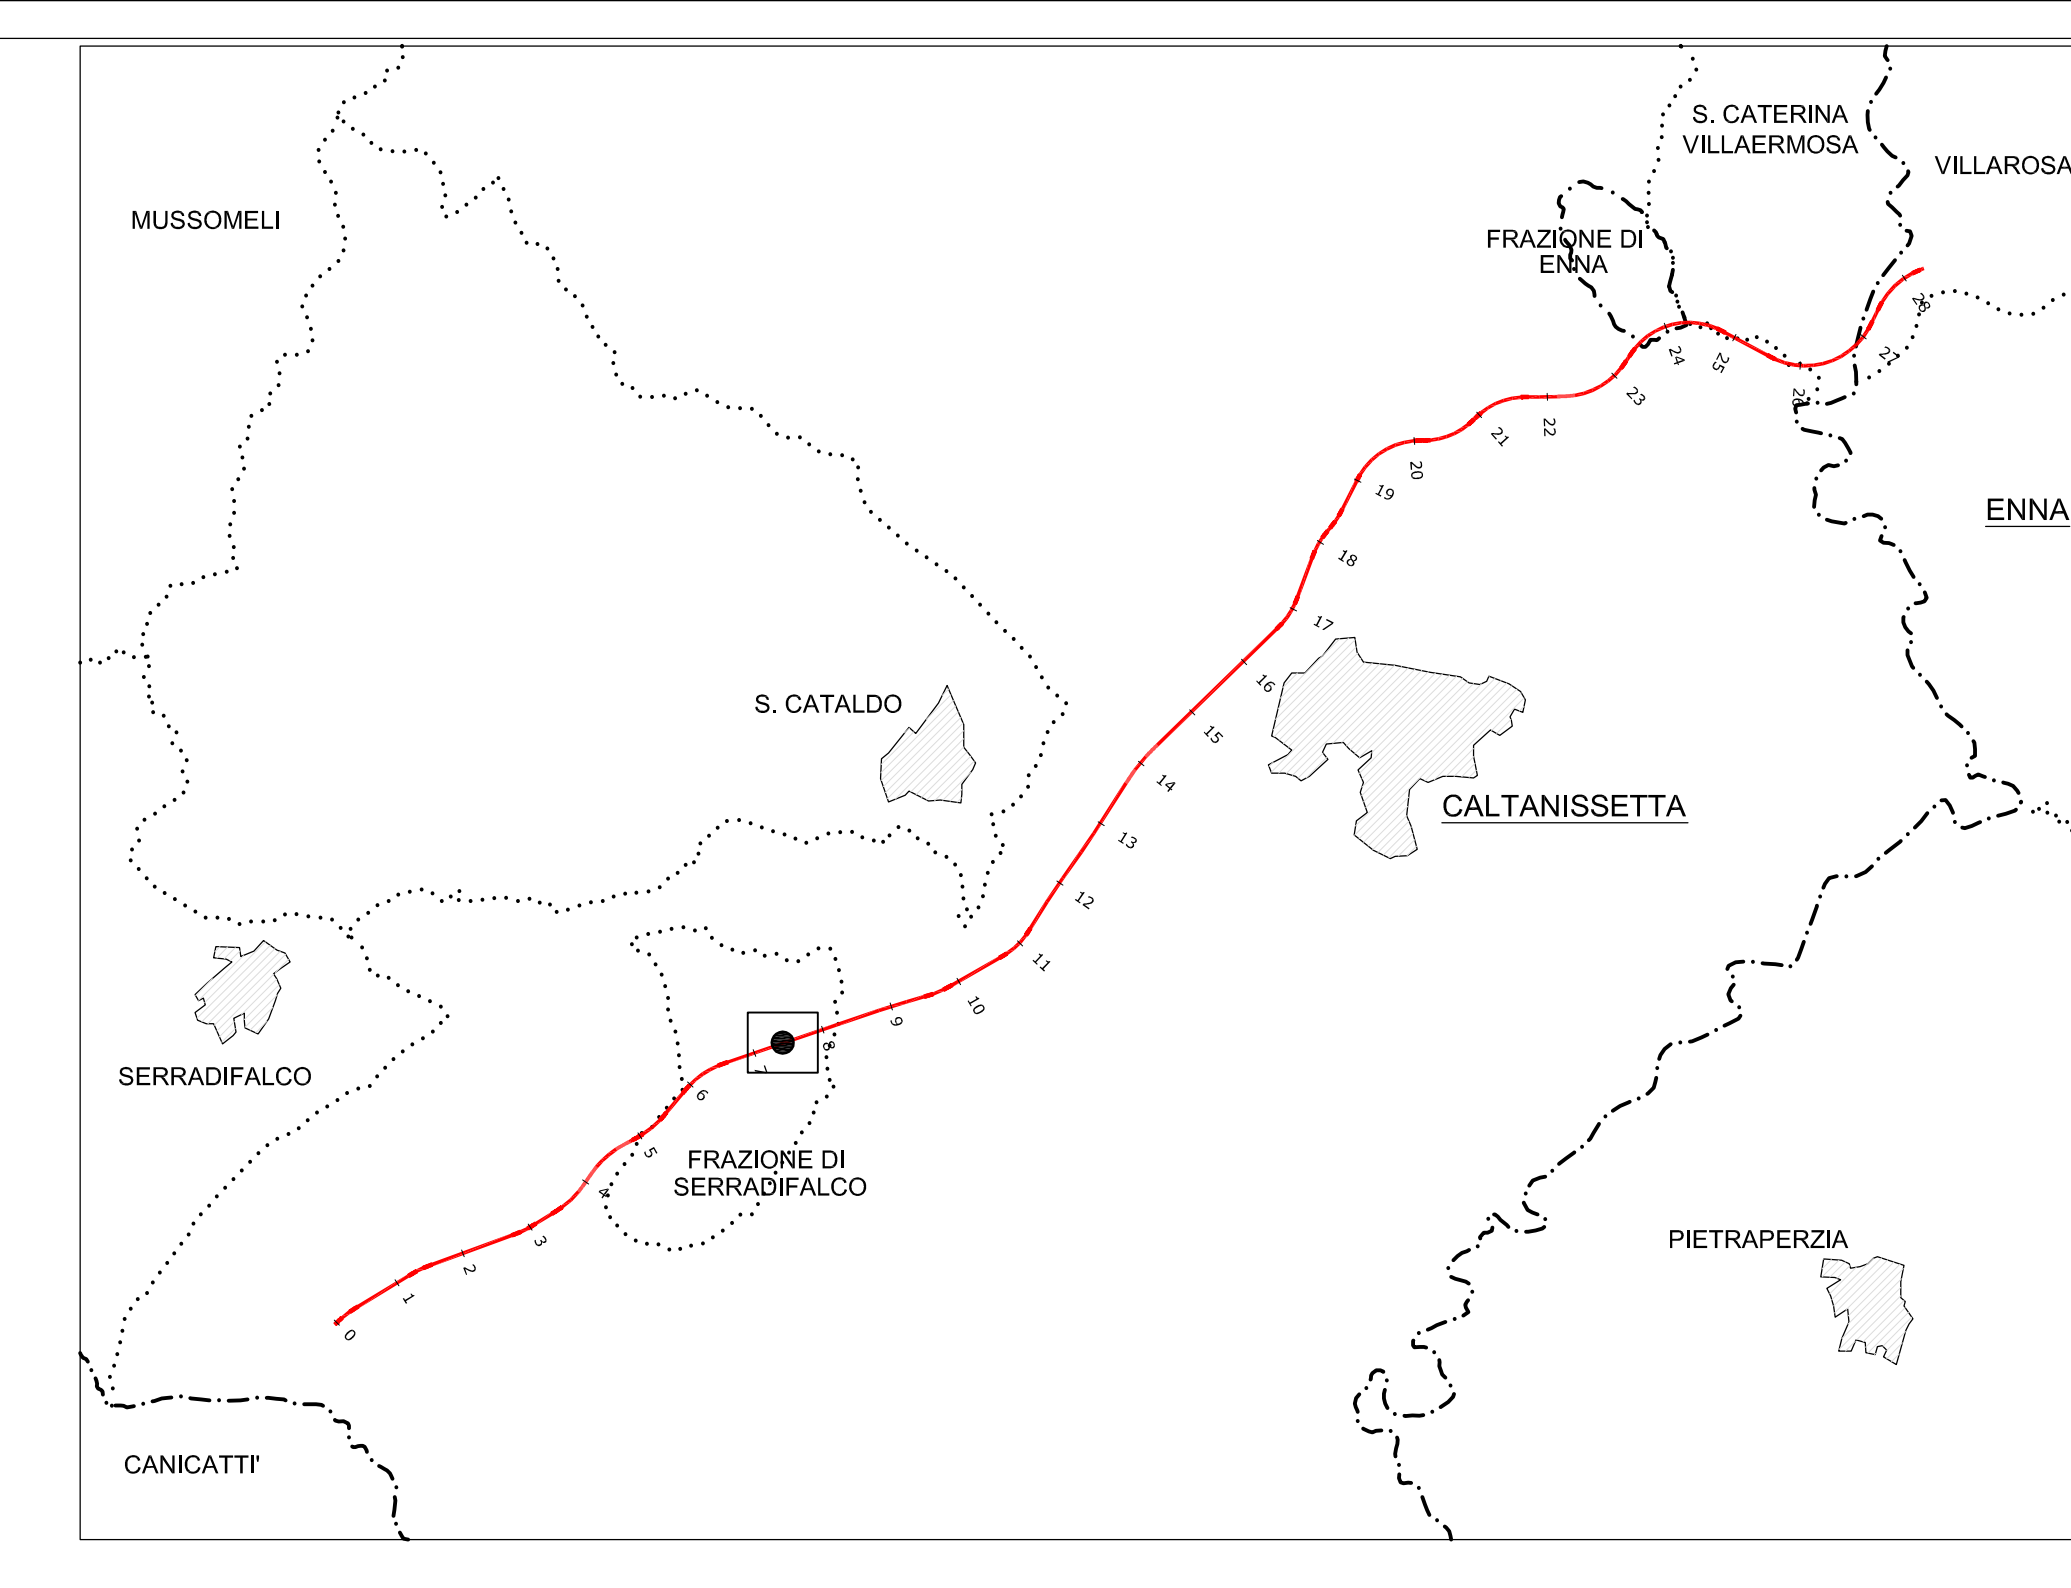 S. CATERINA
VILLAERMOSA
VILLAROSA
MUSSOMELI
FRAZIONE DI
ENNA
ENNA
S. CATALDO
CALTANISSETTA
SERRADIFALCO
FRAZIONE DI
SERRADIFALCO
PIETRAPERZIA
CANICATTI'
0
1
2
3
4
5
6
7
8
9
10
11
12
13
14
15
16
17
18
19
20
21
22
23
24
25
26
27
28